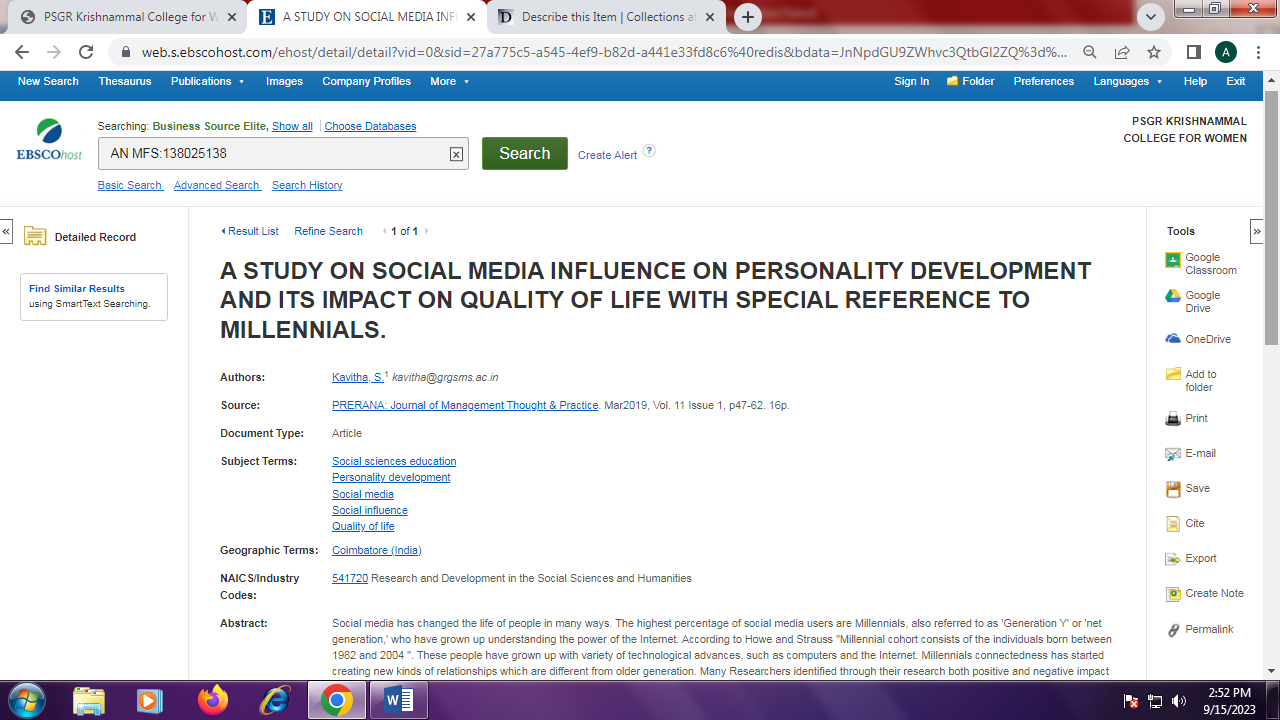 PSGR Krishnammal College for W
A STUDY ON SOCIAL MEDIA INFL
Describe this Item | Collections a
web.s.ebscohost.com/ehost/detail/detail?vid=0&sid=27a775c5-a545-4ef9-b82d-a441e33fd8c6%40redis&bdata=JnNpdGU9ZWhvc3QtbGl2ZQ%3d%...
A
New Search Thesaurus Publications Images Company Profiles More Sign In Folder Preferences Languages Help Exit
Searching: Business Source Elite, Show all Choose Databases
PSGR KRISHNAMMAL
COLLEGE FOR WOMEN
EBSCOhost
AN MFS:138025138
Search
Create Alert ?
Basic Search Advanced Search Search History
«
Detailed Record
Find Similar Results
using SmartText Searching.
Result List Refine Search 1 of 1
A STUDY ON SOCIAL MEDIA INFLUENCE ON PERSONALITY DEVELOPMENT
AND ITS IMPACT ON QUALITY OF LIFE WITH SPECIAL REFERENCE TO
MILLENNIALS.
Authors: Kavitha, S.1 kavitha@grgsms.ac.in
Source: PRERANA: Journal of Management Thought & Practice. Mar2019, Vol. 11 Issue 1, p47-62. 16p.
Document Type: Article
Subject Terms: Social sciences education
Personality development
Social media
Social influence
Quality of life
Geographic Terms: Coimbatore (India)
NAICS/Industry 541720 Research and Development in the Social Sciences and Humanities
Codes:
Abstract: Social media has changed the life of people in many ways. The highest percentage of social media users are Millennials, also referred to as 'Generation Y' or 'net
generation,' who have grown up understanding the power of the Internet. According to Howe and Strauss "Millennial cohort consists of the individuals born between
1982 and 2004 ". These people have grown up with variety of technological advances, such as computers and the Internet. Millennials connectedness has started
creating new kinds of relationships which are different from older generation. Many Researchers identified through their research both positive and negative impact
Tools
»
Google
Classroom
Google
Drive
OneDrive
Add to
folder
Print
E-mail
Save
Cite
Export
Create Note
Permalink
2:52 PM
9/15/2023